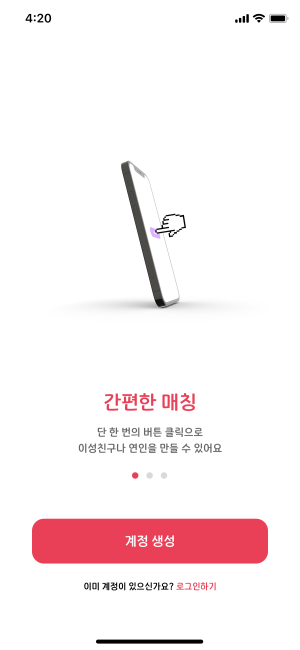 4:20
간편한 매칭
단 한 번의 버튼 클릭으로
이성친구나 연인을 만들 수 있어요
계정 생성
이미 계정이 있으신가요? 로그인하기